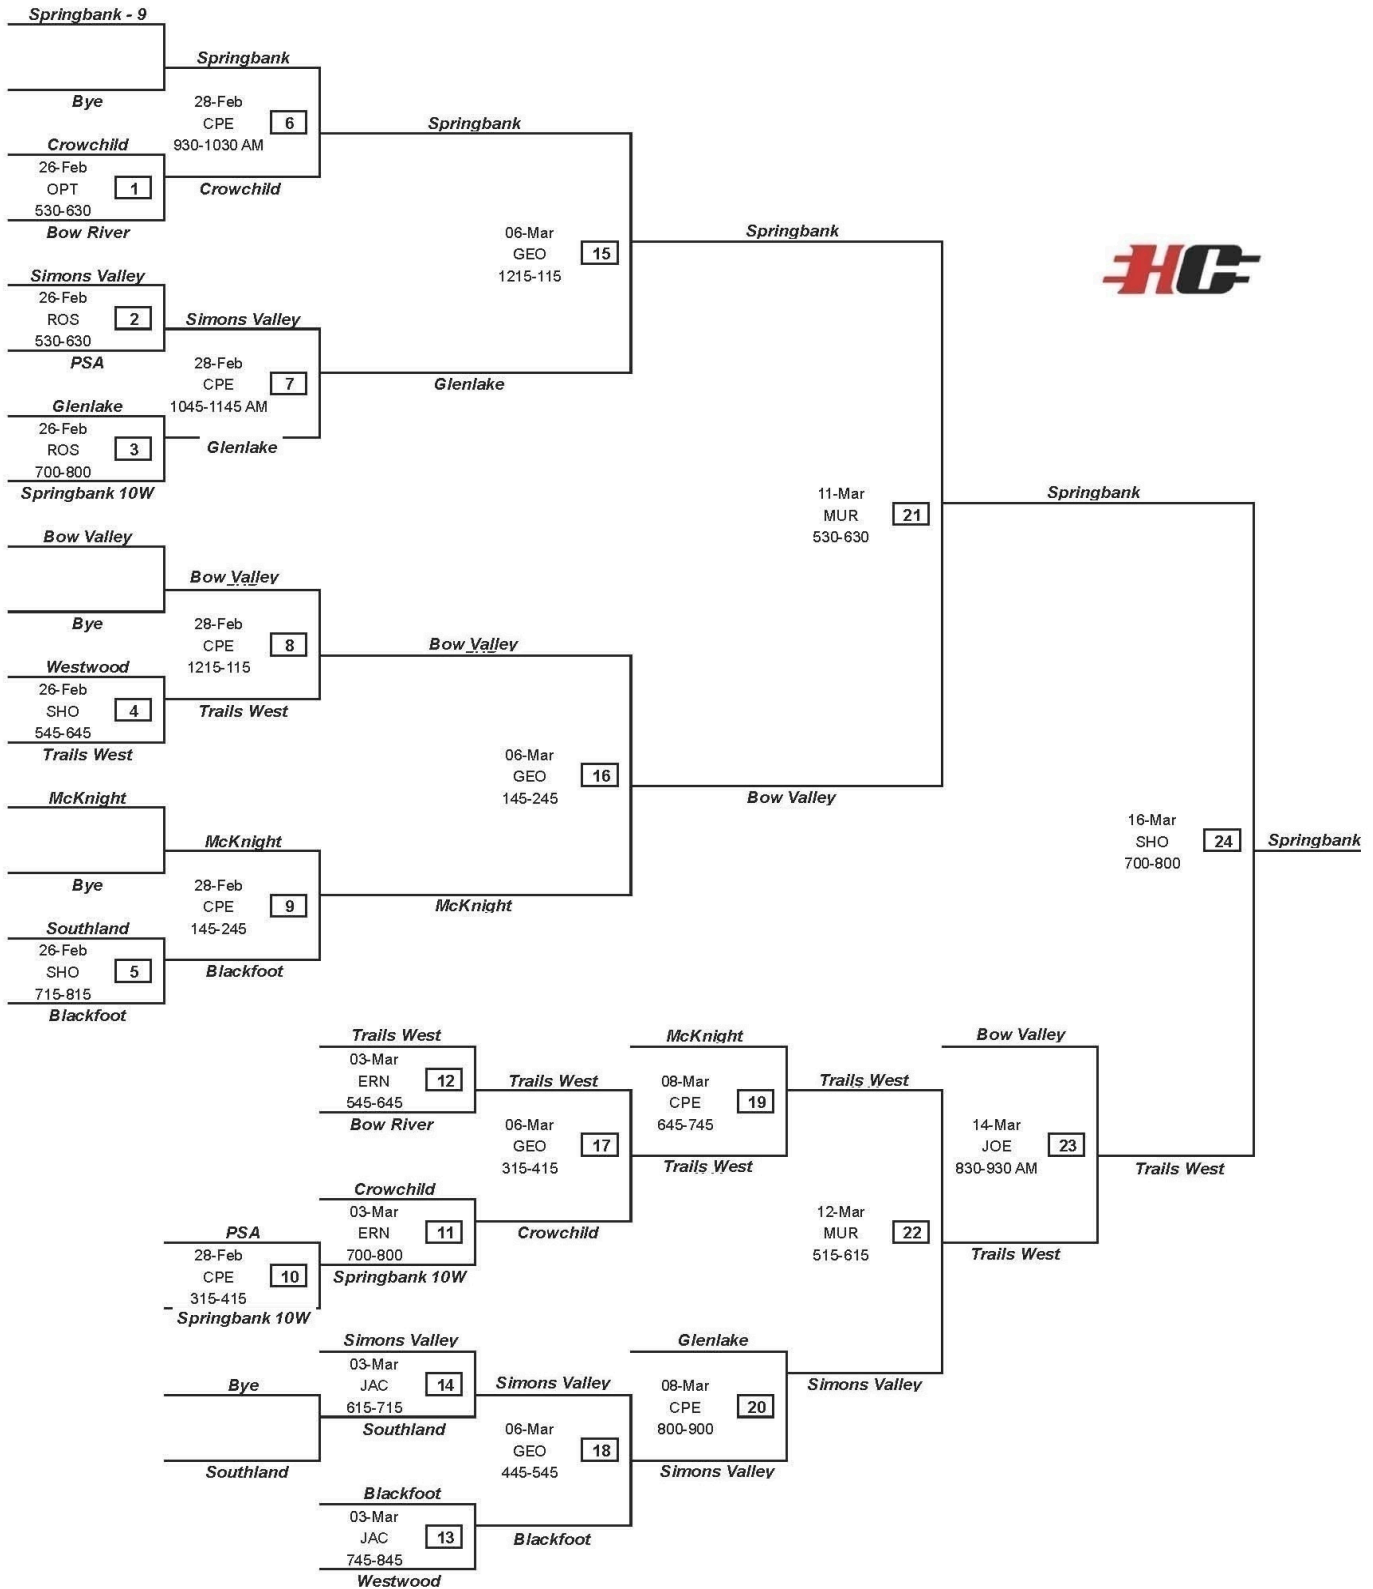 Springbank - 9
Springbank
Bye
28-Feb
CPE
6
930-1030 AM
Springbank
Crowchild
26-Feb
OPT
1
530-630
Crowchild
Bow River
06-Mar
GEO
15
1215-115
Springbank
HC
Simons Valley
26-Feb
ROS
2
530-630
Simons Valley
PSA
28-Feb
CPE
7
1045-1145 AM
Glenlake
Glenlake
26-Feb
ROS
3
700-800
Glenlake
Springbank 10W
11-Mar
MUR
21
530-630
Springbank
Bow Valley
Bow Valley
Bye
28-Feb
CPE
8
1215-115
Bow Valley
Westwood
26-Feb
SHO
4
545-645
Trails West
Trails West
06-Mar
GEO
16
145-245
Bow Valley
McKnight
McKnight
Bye
28-Feb
CPE
9
145-245
McKnight
16-Mar
SHO
24
700-800
Springbank
Southland
26-Feb
SHO
5
715-815
Blackfoot
Blackfoot
Trails West
03-Mar
ERN
12
545-645
Bow River
Trails West
McKnight
08-Mar
CPE
19
645-745
Trails West
Bow Valley
06-Mar
GEO
17
315-415
Trails West
14-Mar
JOE
23
830-930 AM
Trails West
Crowchild
03-Mar
ERN
11
700-800
Crowchild
Springbank 10W
PSA
28-Feb
CPE
10
315-415
Springbank 10W
12-Mar
MUR
22
515-615
Trails West
Simons Valley
03-Mar
JAC
14
615-715
Simons Valley
Southland
Bye
Southland
Glenlake
08-Mar
CPE
20
800-900
Simons Valley
06-Mar
GEO
18
445-545
Simons Valley
Blackfoot
03-Mar
JAC
13
745-845
Blackfoot
Westwood